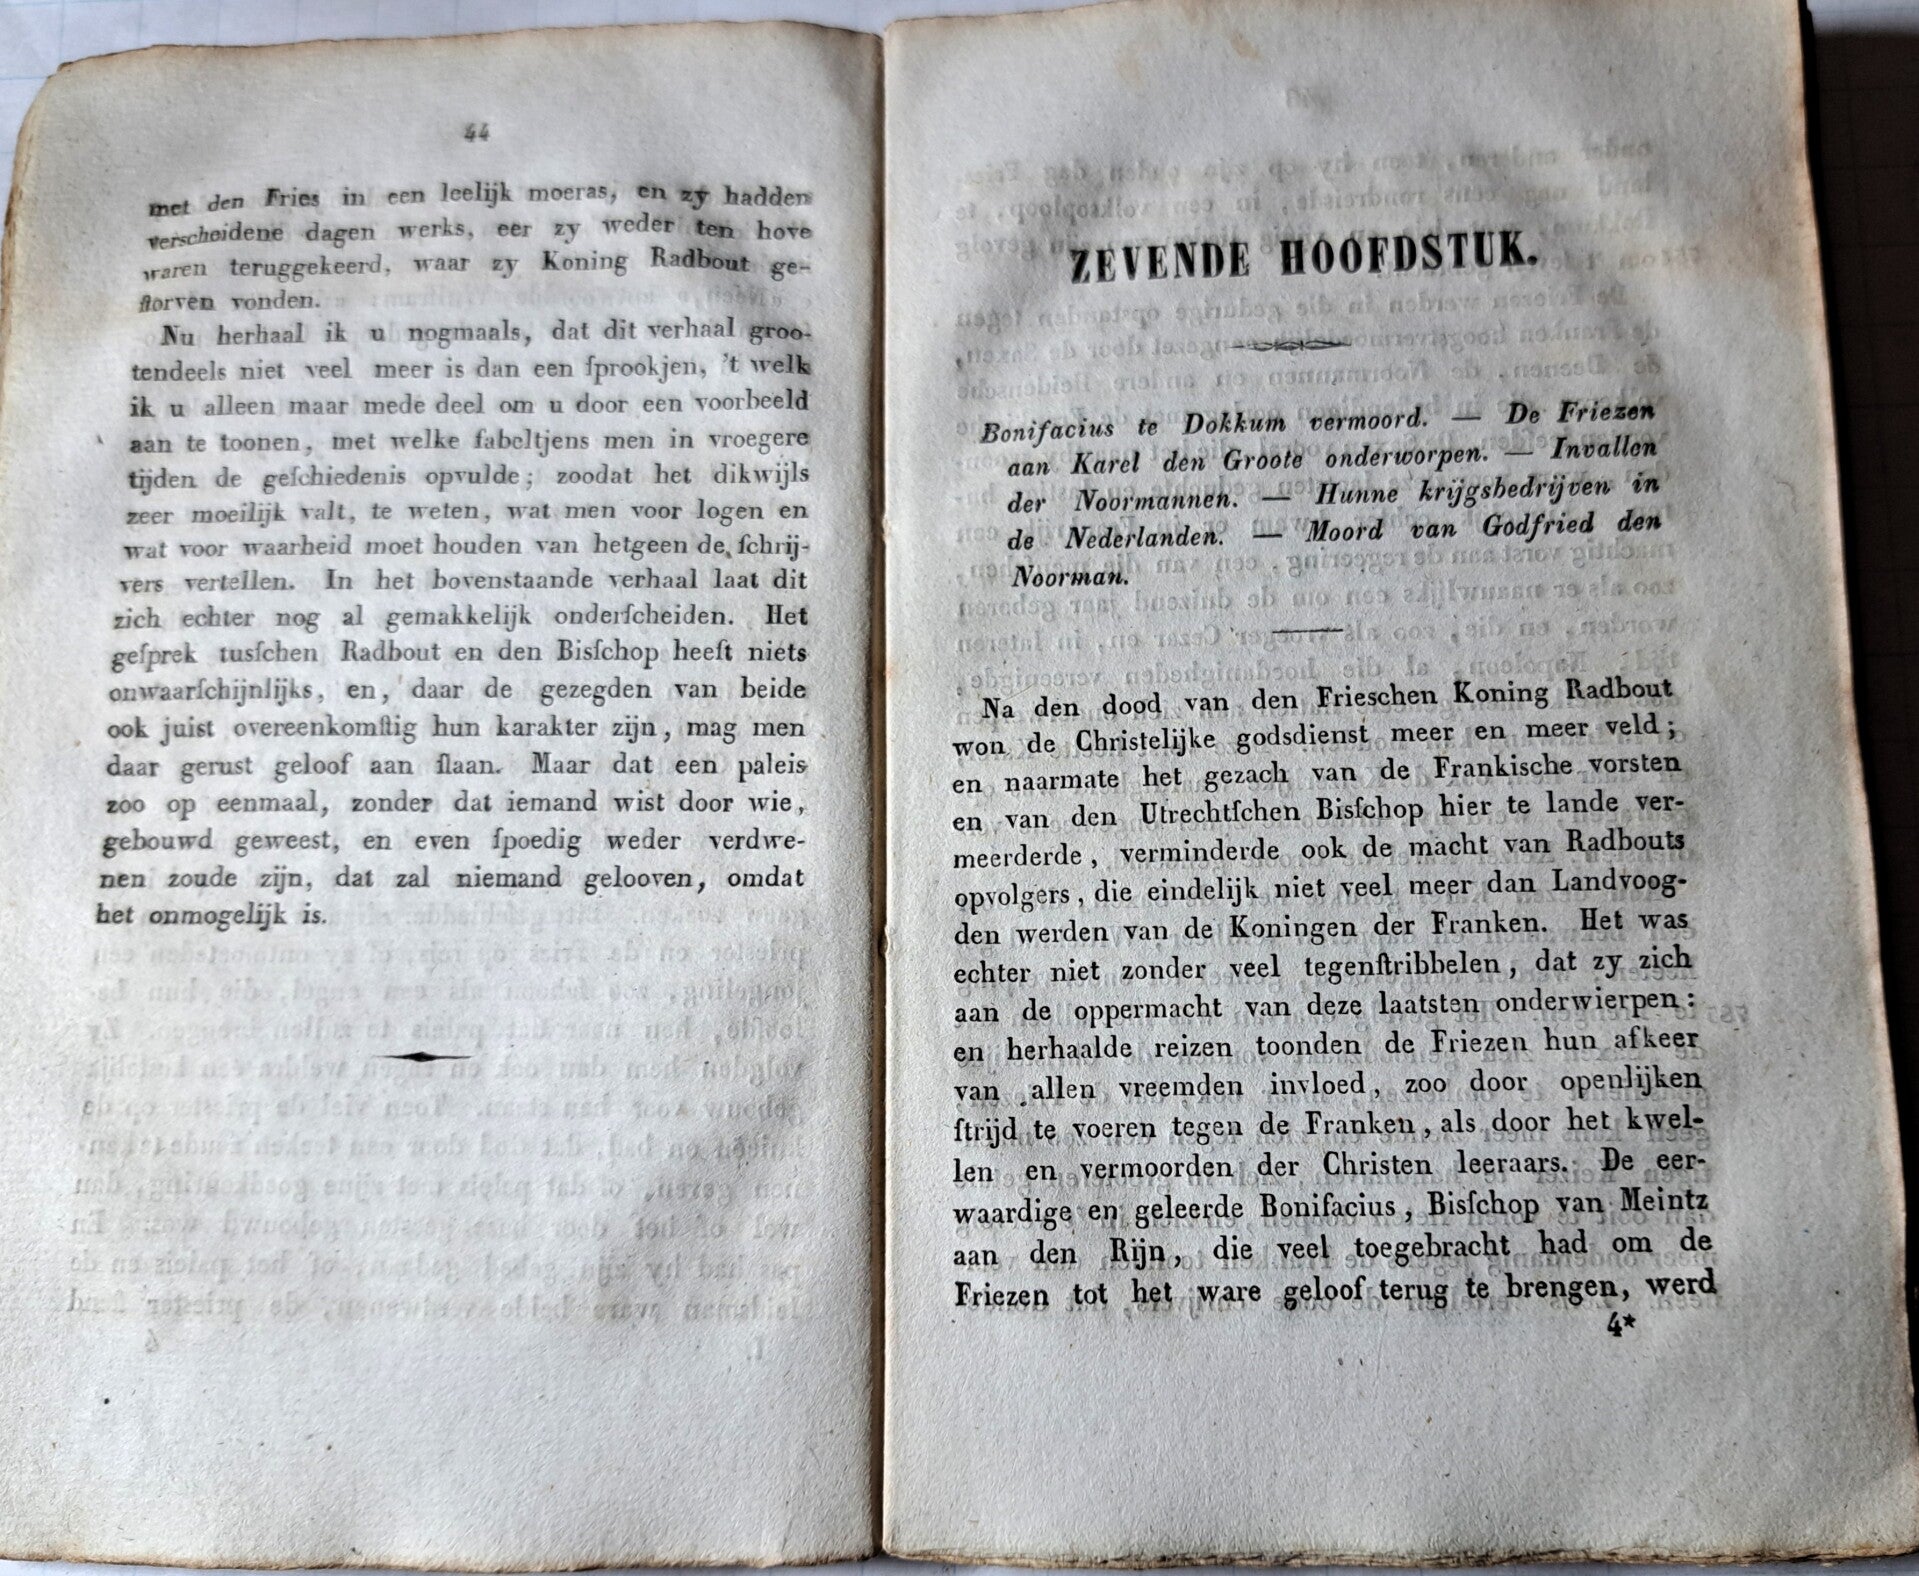 44
met den Fries in een leelijk moeras, en zy hadden
verscheidene dagen werks, eer zy weder ten hove
waren teruggekeerd, waar zy Koning Radbout ge-
ſtorven vonden.
Nu herhaal ik u nogmaals, dat dit verhaal groo-
tendeels niet veel meer is dan een ſprookjen, 't welk
ik u alleen maar mede deel om u door een voorbeeld
aan te toonen, met welke fabeltjens men in vroegere
tijden de geſchiedenis opvulde; zoodat het dikwijls
zeer moeilijk valt, te weten, wat men voor logen en
wat voor waarheid moet houden van hetgeen de ſchrij-
vers vertellen. In het bovenstaande verhaal laat dit
zich echter nog al gemakkelijk onderſcheiden. Het
geſprek tusſchen Radbout en den Bisſchop heeft niets
onwaarſchijnlijks, en, daar de gezegden van beide
ook juist overeenkomſtig hun karakter zijn, mag men
daar gerust geloof aan ſlaan. Maar dat een paleis
zoo op eenmaal, zonder dat iemand wist door wie,
gebouwd geweest, en even ſpoedig weder verdwe-
nen zoude zijn, dat zal niemand gelooven, omdat
het onmogelijk is.
ZEVENDE HOOFDSTUK.
Bonifacius te Dokkum vermoord. — De Friezen
aan Karel den Groote onderworpen. — Invallen
der Noormannen. — Hunne krijgsbedrijven in
de Nederlanden. — Moord van Godfried den
Noorman.
Na den dood van den Frieschen Koning Radbout
won de Christelijke godsdienst meer en meer veld;
en naarmate het gezach van de Frankische vorsten
en van den Utrechtſchen Bisſchop hier te lande ver-
meerderde, verminderde ook de macht van Radbouts
opvolgers, die eindelijk niet veel meer dan Landvoog-
den werden van de Koningen der Franken. Het was
echter niet zonder veel tegenſtribbelen, dat zy zich
aan de oppermacht van deze laatsten onderwierpen:
en herhaalde reizen toonden de Friezen hun afkeer
van allen vreemden invloed, zoo door openlijken
ſtrijd te voeren tegen de Franken, als door het kwel-
len en vermoorden der Christen leeraars. De eer-
waardige en geleerde Bonifacius, Bisſchop van Meintz
aan den Rijn, die veel toegebracht had om de
Friezen tot het ware geloof terug te brengen, werd
4*